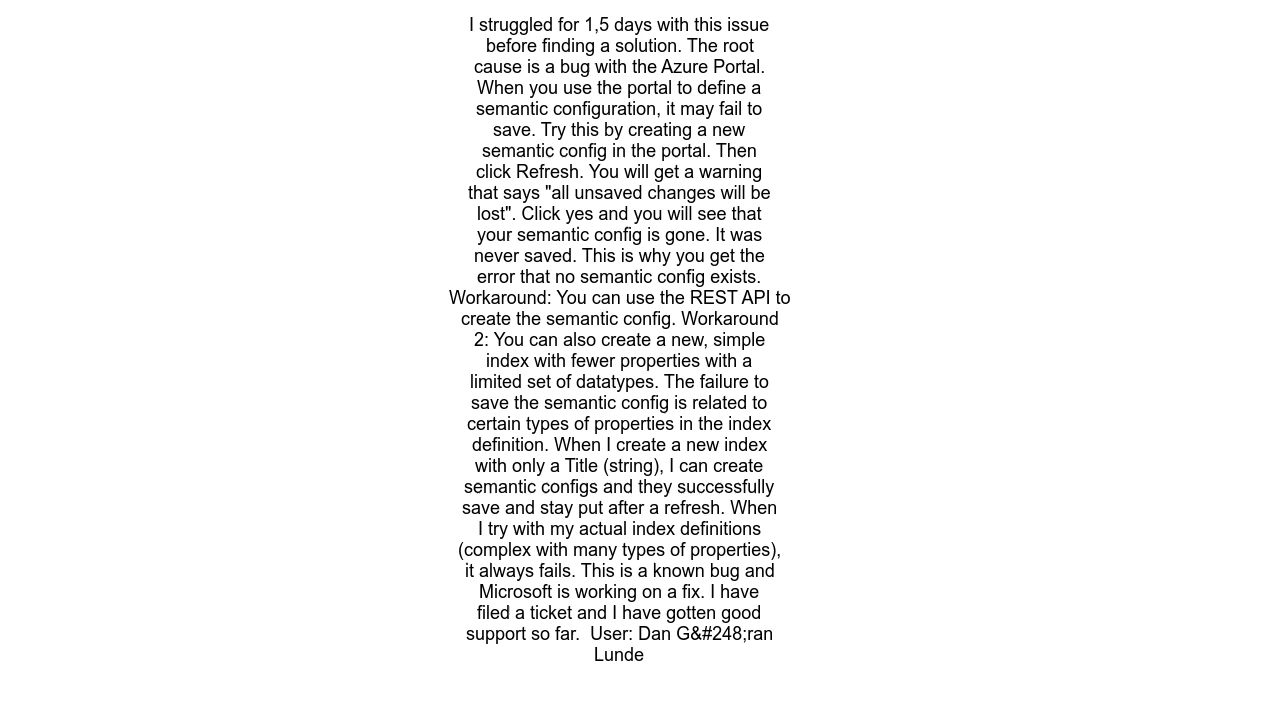 I struggled for 1,5 days with this issue
before finding a solution. The root
cause is a bug with the Azure Portal.
When you use the portal to define a
semantic configuration, it may fail to
save. Try this by creating a new
semantic config in the portal. Then
click Refresh. You will get a warning
that says "all unsaved changes will be
lost". Click yes and you will see that
your semantic config is gone. It was
never saved. This is why you get the
error that no semantic config exists.
Workaround: You can use the REST API to
create the semantic config. Workaround
2: You can also create a new, simple
index with fewer properties with a
limited set of datatypes. The failure to
save the semantic config is related to
certain types of properties in the index
definition. When I create a new index
with only a Title (string), I can create
semantic configs and they successfully
save and stay put after a refresh. When
I try with my actual index definitions
(complex with many types of properties),
it always fails. This is a known bug and
Microsoft is working on a fix. I have
filed a ticket and I have gotten good
support so far.  User: Dan G&#248;ran
Lunde